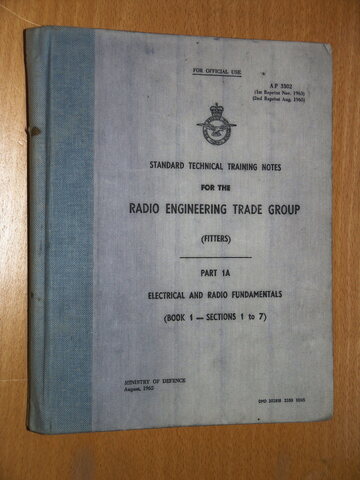 FOR OFFICIAL USE
A P 3302
(1st Reprint Nov. 1963)
(2nd Reprint Aug. 1965)
STANDARD TECHNICAL TRAINING NOTES
FOR THE
RADIO ENGINEERING TRADE GROUP
(FITTERS)
PART 1A
ELECTRICAL AND RADIO FUNDAMENTALS
(BOOK 1 — SECTIONS 1 to 7)
MINISTRY OF DEFENCE
August, 1962